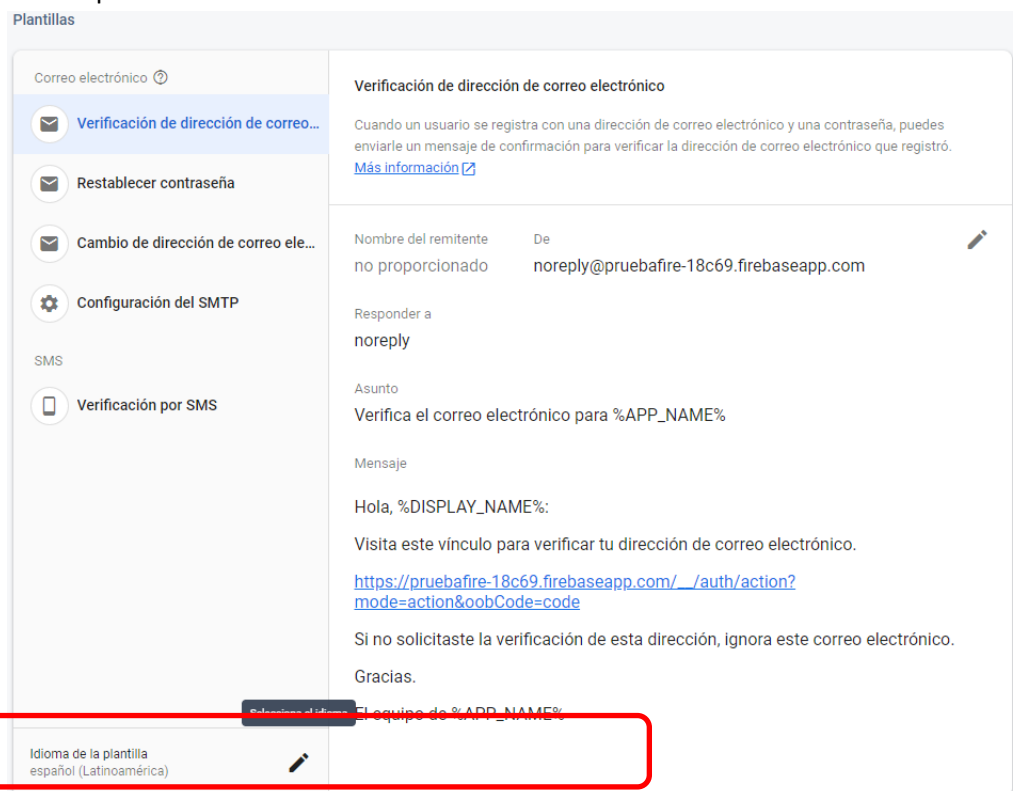 Plantillas
Correo electrónico
Verificación de dirección de correo...
Restablecer contraseña
Cambio de dirección de correo ele...
Configuración del SMTP
SMS
Verificación por SMS
Idioma de la plantilla
español (Latinoamérica)
Selecciona el idioma
Verificación de dirección de correo electrónico
Cuando un usuario se registra con una dirección de correo electrónico y una contraseña, puedes
enviarle un mensaje de confirmación para verificar la dirección de correo electrónico que registró.
Más información
Nombre del remitente
no proporcionado
De
noreply@pruebafire-18c69.firebaseapp.com
Responder a
noreply
Asunto
Verifica el correo electrónico para %APP_NAME%
Mensaje
Hola, %DISPLAY_NAME%:
Visita este vínculo para verificar tu dirección de correo electrónico.
https://pruebafire-18c69.firebaseapp.com/__/auth/action?
mode=action&oobCode=code
Si no solicitaste la verificación de esta dirección, ignora este correo electrónico.
Gracias.
El equipo de %APP_NAME%